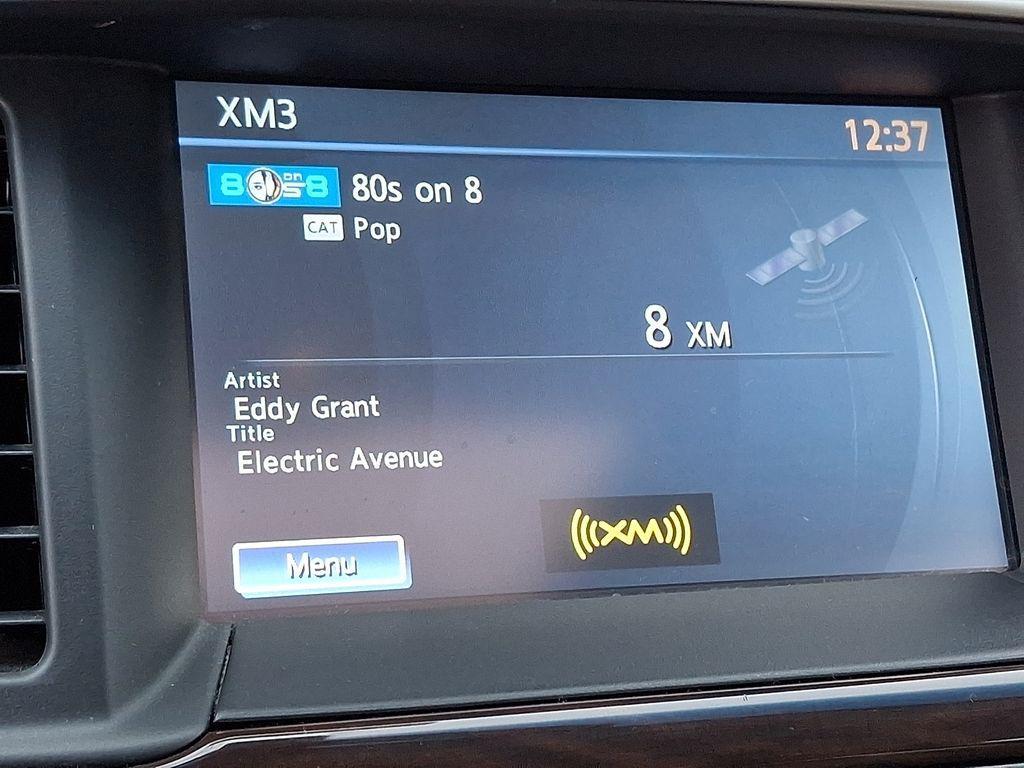 XM3
12:37
80s on 8
80s on 8
CAT Pop
8 XM
Artist
Eddy Grant
Title
Electric Avenue
Menu
XM